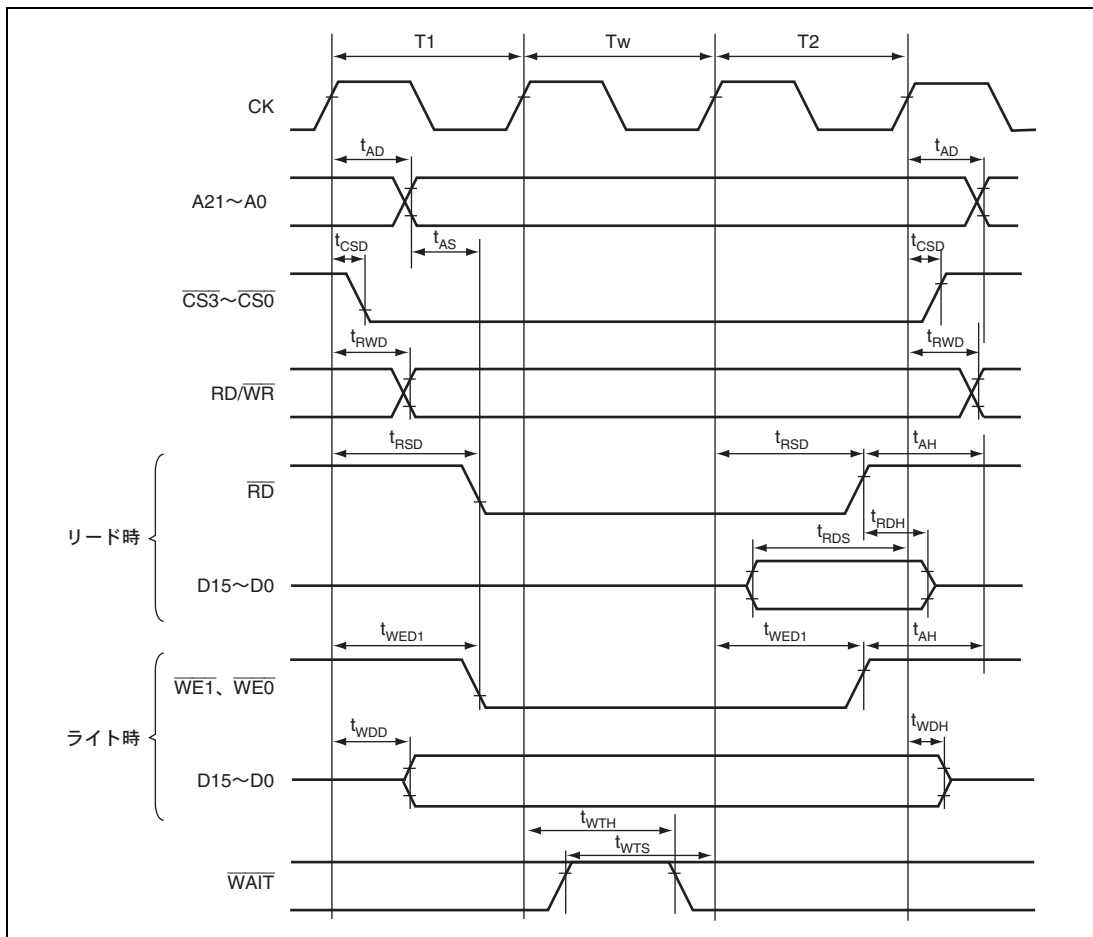 T1 Tw T2
CK
tAD tAD
A21～A0
tCSD tAS tCSD
CS3～CS0
tRWD tRWD
RD/WR
tRSD tRSD tAH
RD
リード時
tRDH
tRDS
D15～D0
tWED1 tWED1 tAH
WE1、WE0
ライト時
tWDD tWDH
D15～D0
tWTH
tWTS
WAIT